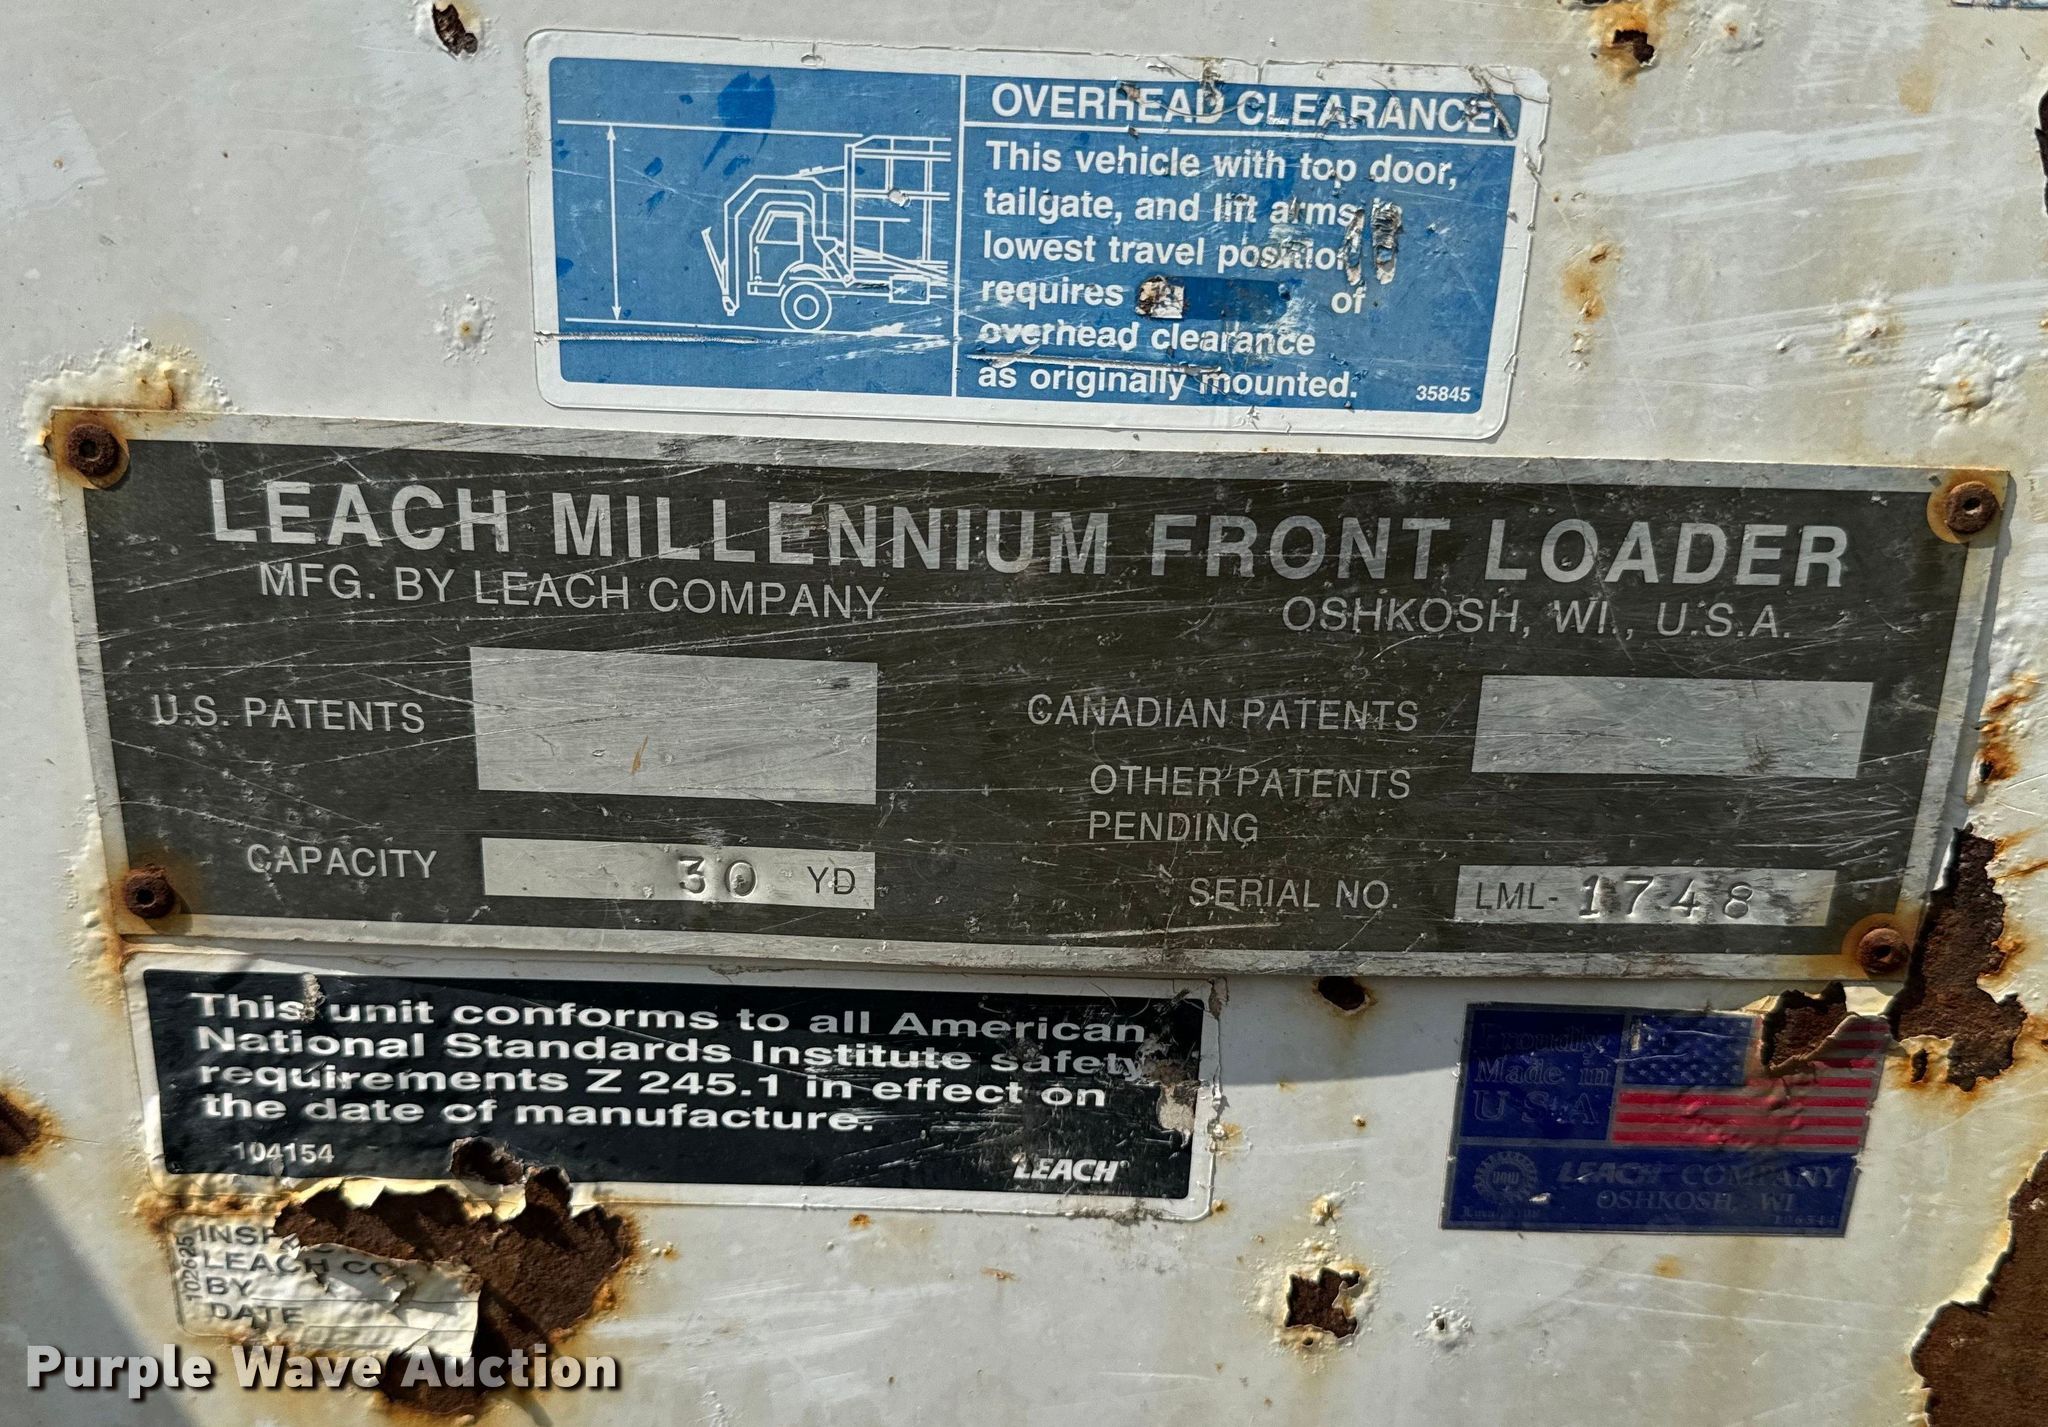 OVERHEAD CLEARANCE
This vehicle with top door,
tailgate, and lift arms in
lowest travel position
requires of
overhead clearance
as originally mounted.
35845
LEACH MILLENNIUM FRONT LOADER
MFG. BY LEACH COMPANY
OSHKOSH, WI., U.S.A.
U.S. PATENTS
CANADIAN PATENTS
OTHER PATENTS
PENDING
CAPACITY 30 YD
SERIAL NO. LML-1748
This unit conforms to all American
National Standards Institute safety
requirements Z 245.1 in effect on
the date of manufacture.
104154
LEACH
Proudly
Made in
U S A
LEACH COMPANY
OSHKOSH, WI
102625
LEACH
BY
DATE
Purple Wave Auction